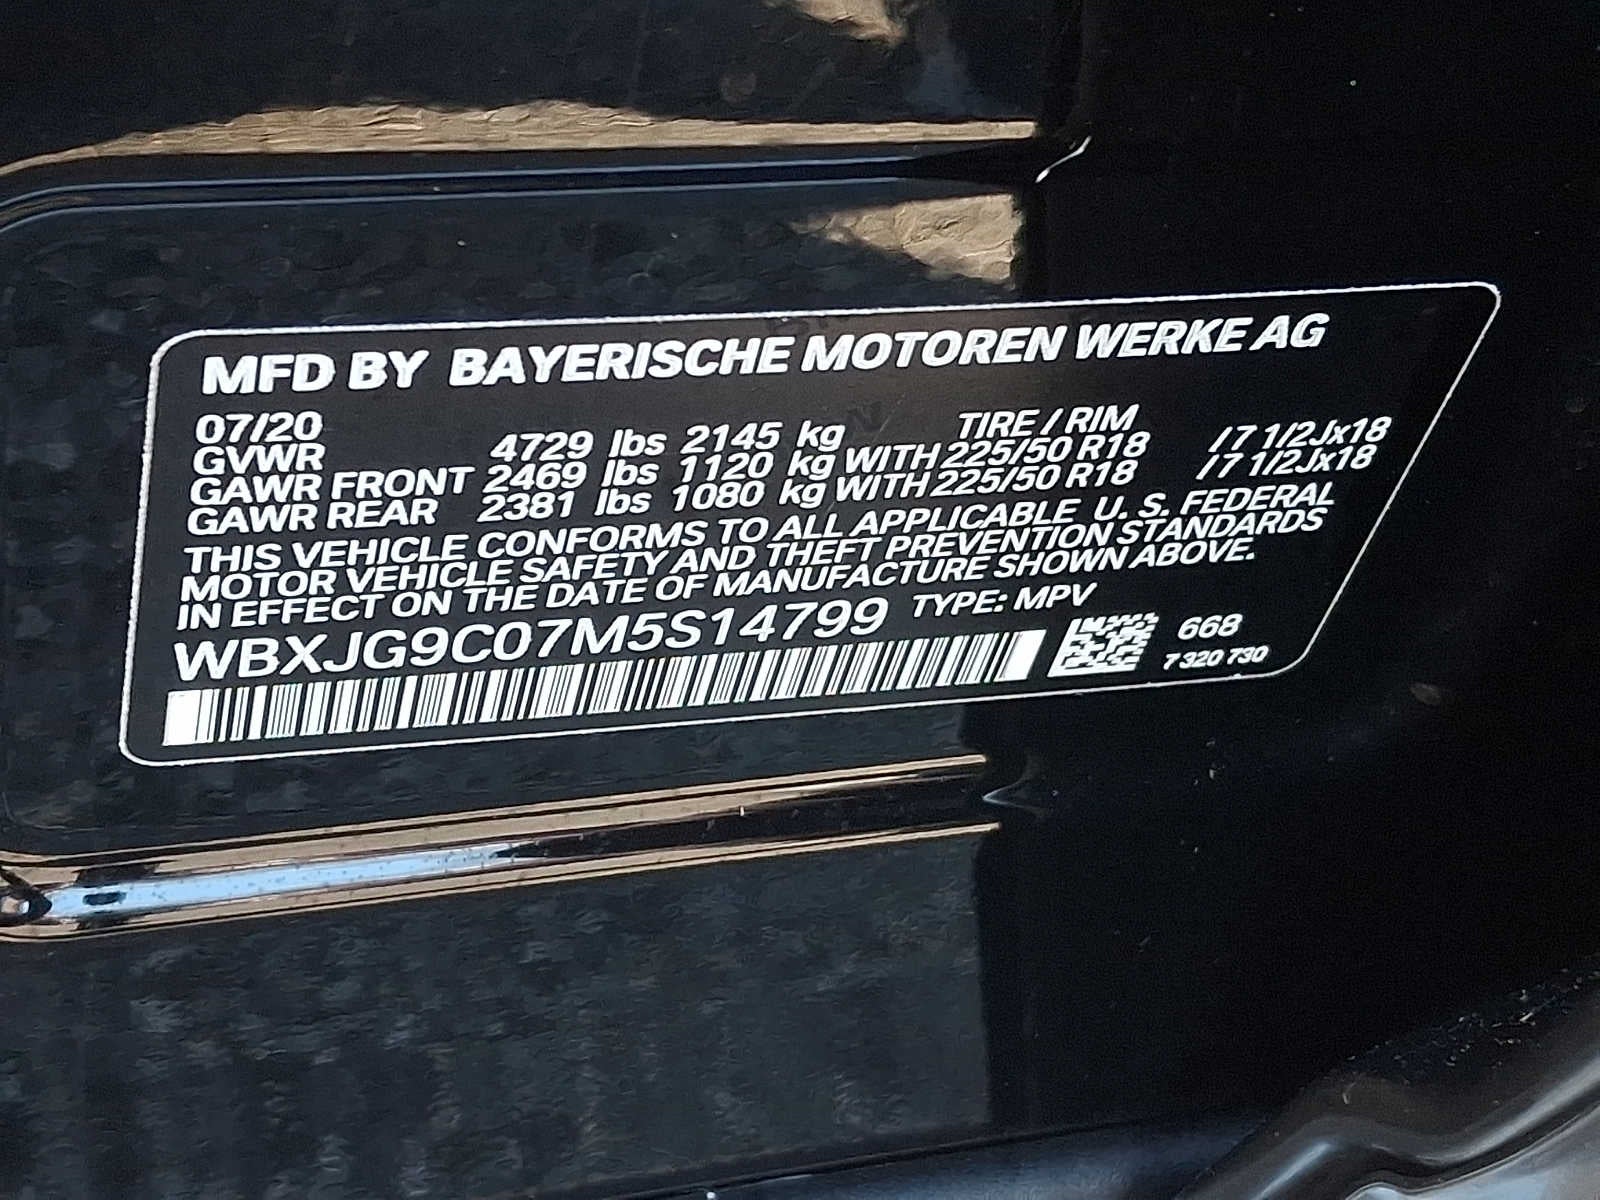 MFD BY BAYERISCHE MOTOREN WERKE AG
07/20 TIRE / RIM
GVWR 4729 lbs 2145 kg
GAWR FRONT 2469 lbs 1120 kg WITH 225/50 R18 / 7 1/2Jx18
GAWR REAR 2381 lbs 1080 kg WITH 225/50 R18 / 7 1/2Jx18
THIS VEHICLE CONFORMS TO ALL APPLICABLE U. S. FEDERAL
MOTOR VEHICLE SAFETY AND THEFT PREVENTION STANDARDS
IN EFFECT ON THE DATE OF MANUFACTURE SHOWN ABOVE.
WBXJG9C07M5S14799 TYPE: MPV
668
7 320 730